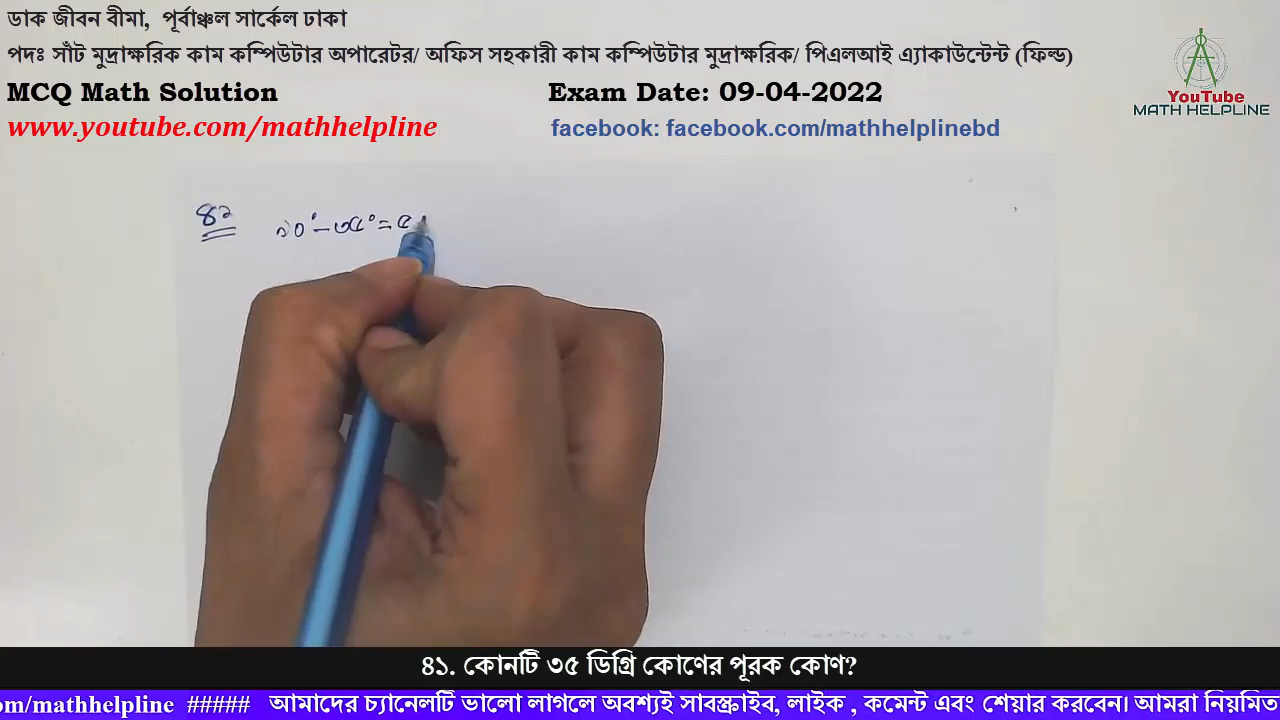 ডাক জীবন বীমা, পূর্বাঞ্চল সার্কেল ঢাকা
পদঃ সাঁট মুদ্রাক্ষরিক কাম কম্পিউটার অপারেটর/ অফিস সহকারী কাম কম্পিউটার মুদ্রাক্ষরিক/ পিএলআই এ্যাকাউন্টেন্ট (ফিল্ড)
MCQ Math Solution Exam Date: 09-04-2022
www.youtube.com/mathhelpline facebook: facebook.com/mathhelplinebd
YouTube
MATH HELPLINE
৪১
৯০° – ৩৫° = ৫
৪১. কোনটি ৩৫ ডিগ্রি কোণের পূরক কোণ?
om/mathhelpline ##### আমাদের চ্যানেলটি ভালো লাগলে অবশ্যই সাবস্ক্রাইব, লাইক , কমেন্ট এবং শেয়ার করবেন। আমরা নিয়মিত